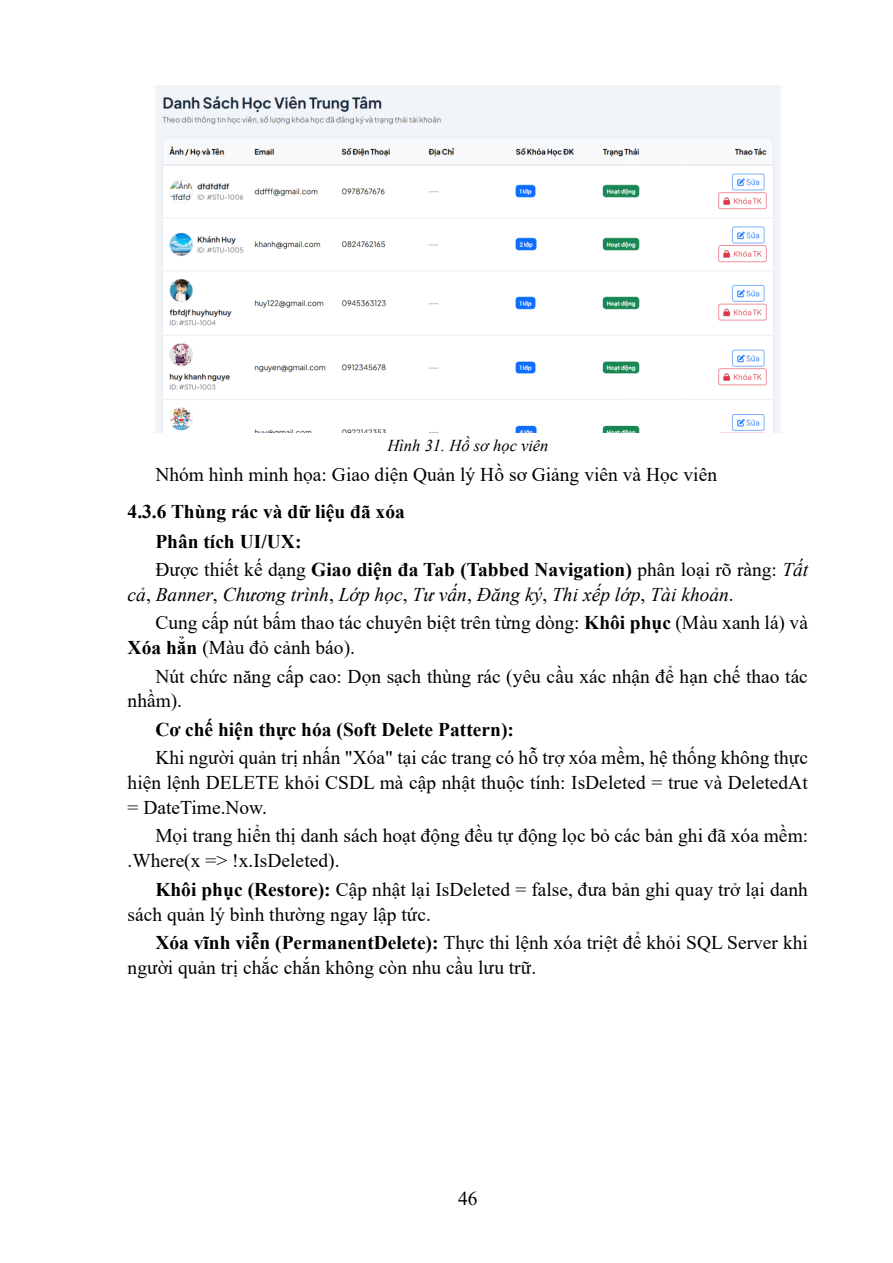 Danh Sách Học Viên Trung Tâm
Theo dõi thông tin học viên, số lượng khóa học đã đăng ký và trạng thái tài khoản
Ảnh / Họ và Tên Email Số Điện Thoại Địa Chỉ Số Khóa Học ĐK Trạng Thái Thao Tác
dfdfdfdf ddfff@gmail.com 0978767676 --- 1 lớp Hoạt động Sửa
ID: #STU-1006 Khóa TK
Khánh Huy khanh@gmail.com 0824762165 --- 2 lớp Hoạt động Sửa
ID: #STU-1005 Khóa TK
fbfdjf huyhuyhuy huy122@gmail.com 0945363123 --- 1 lớp Hoạt động Sửa
ID: #STU-1004 Khóa TK
huy khanh nguye nguyen@gmail.com 0912345678 --- 1 lớp Hoạt động Sửa
ID: #STU-1003 Khóa TK
huy@gmail.com 0922142353 --- 4 lớp Hoạt động Sửa
Hình 31. Hồ sơ học viên
Nhóm hình minh họa: Giao diện Quản lý Hồ sơ Giảng viên và Học viên
4.3.6 Thùng rác và dữ liệu đã xóa
Phân tích UI/UX:
Được thiết kế dạng Giao diện đa Tab (Tabbed Navigation) phân loại rõ ràng: Tất
cả, Banner, Chương trình, Lớp học, Tư vấn, Đăng ký, Thi xếp lớp, Tài khoản.
Cung cấp nút bấm thao tác chuyên biệt trên từng dòng: Khôi phục (Màu xanh lá) và
Xóa hẳn (Màu đỏ cảnh báo).
Nút chức năng cấp cao: Dọn sạch thùng rác (yêu cầu xác nhận để hạn chế thao tác
nhầm).
Cơ chế hiện thực hóa (Soft Delete Pattern):
Khi người quản trị nhấn "Xóa" tại các trang có hỗ trợ xóa mềm, hệ thống không thực
hiện lệnh DELETE khỏi CSDL mà cập nhật thuộc tính: IsDeleted = true và DeletedAt
= DateTime.Now.
Mọi trang hiển thị danh sách hoạt động đều tự động lọc bỏ các bản ghi đã xóa mềm:
.Where(x => !x.IsDeleted).
Khôi phục (Restore): Cập nhật lại IsDeleted = false, đưa bản ghi quay trở lại danh
sách quản lý bình thường ngay lập tức.
Xóa vĩnh viễn (PermanentDelete): Thực thi lệnh xóa triệt để khỏi SQL Server khi
người quản trị chắc chắn không còn nhu cầu lưu trữ.
46